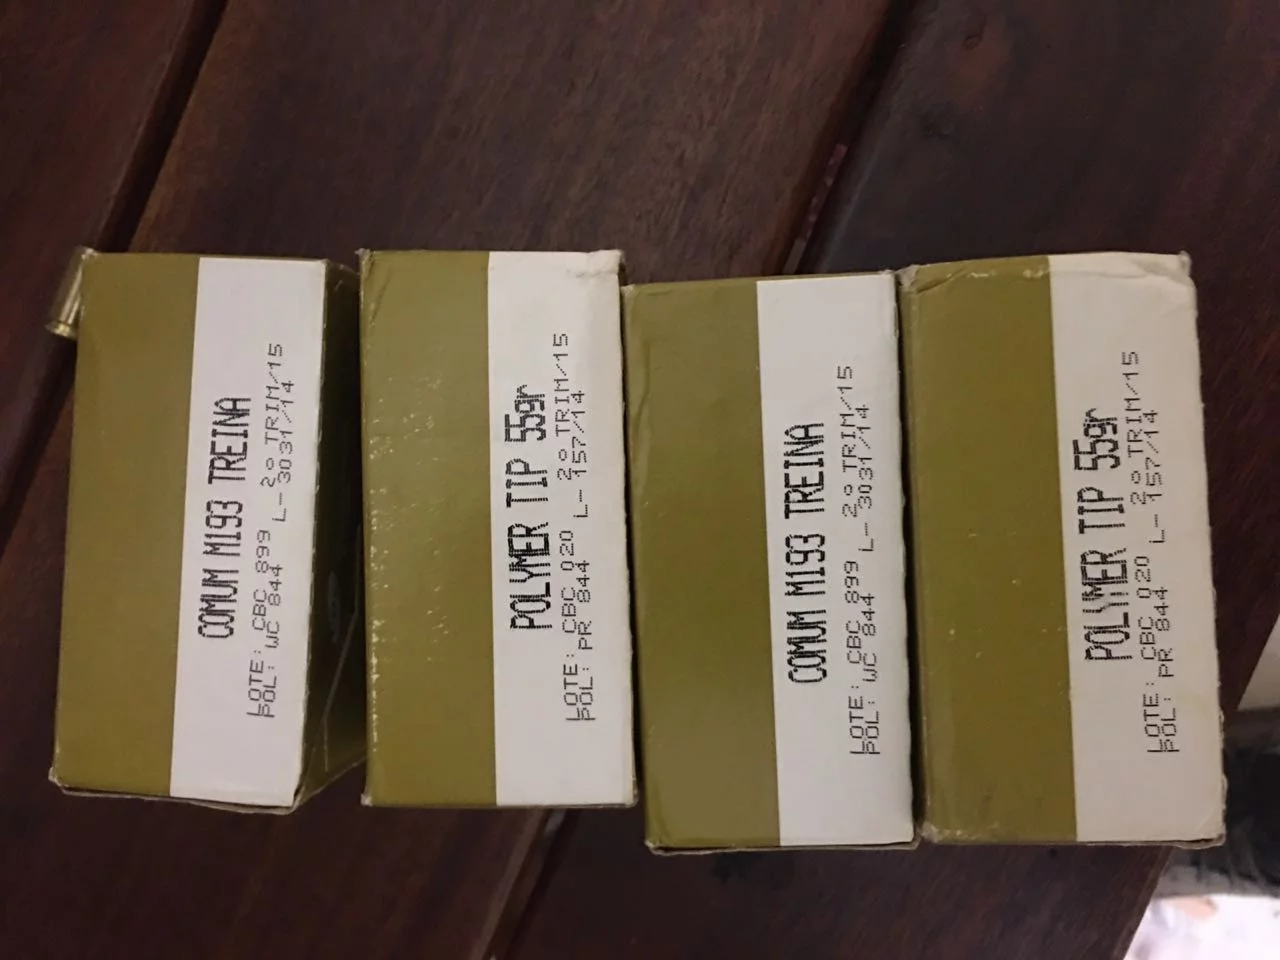 COMUM M193 TREINA
LOTE: CBC 899 2º TRIM/15
POL: WC 844 L- 3031/14
POLYMER TIP 55gr
LOTE: CBC 020 2º TRIM/15
POL: PR 844 L- 157/14
COMUM M193 TREINA
LOTE: CBC 899 2º TRIM/15
POL: WC 844 L- 3031/14
POLYMER TIP 55gr
LOTE: CBC 020 2º TRIM/15
POL: PR 844 L- 157/14